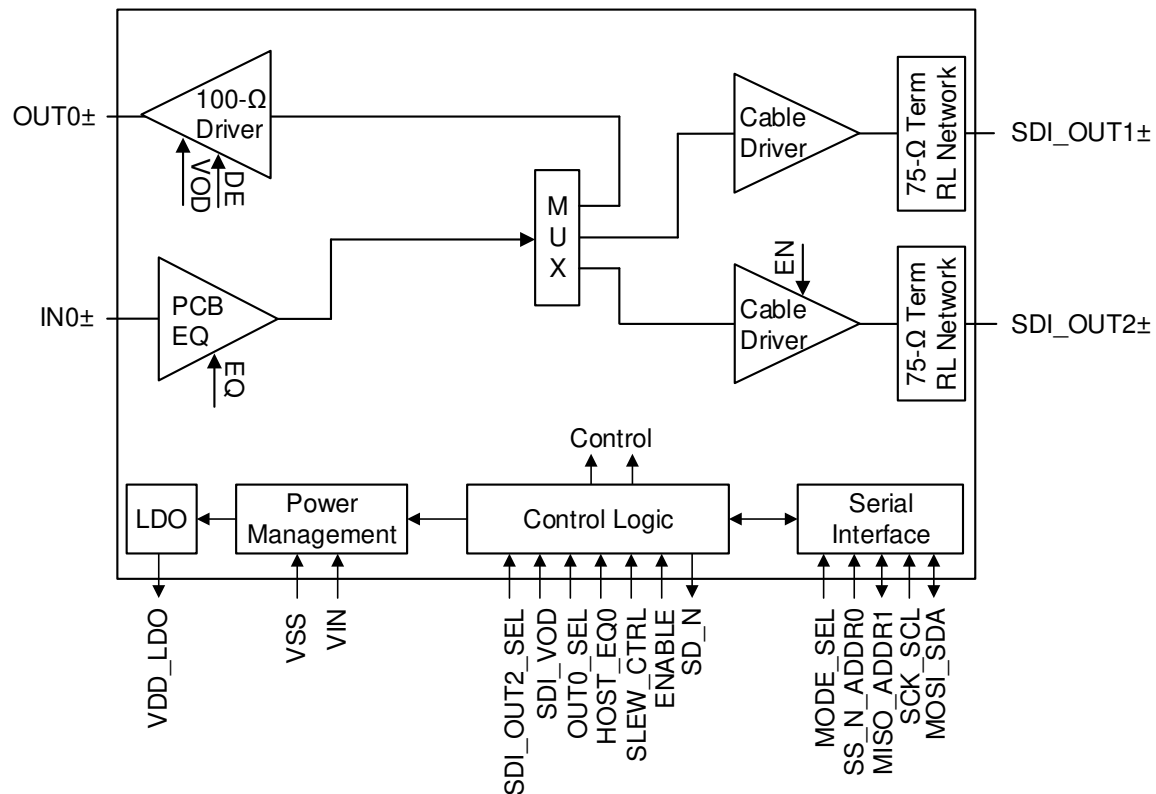 OUT0±
100-Ω
Driver
VOD
DE
M
U
X
Cable
Driver
75-Ω Term
RL Network
SDI_OUT1±
IN0±
PCB
EQ
EQ
EN
Cable
Driver
75-Ω Term
RL Network
SDI_OUT2±
Control
LDO
Power
Management
Control Logic
Serial
Interface
VDD_LDO
VSS
VIN
SDI_OUT2_SEL
SDI_VOD
OUT0_SEL
HOST_EQ0
SLEW_CTRL
ENABLE
SD_N
MODE_SEL
SS_N_ADDR0
MISO_ADDR1
SCK_SCL
MOSI_SDA